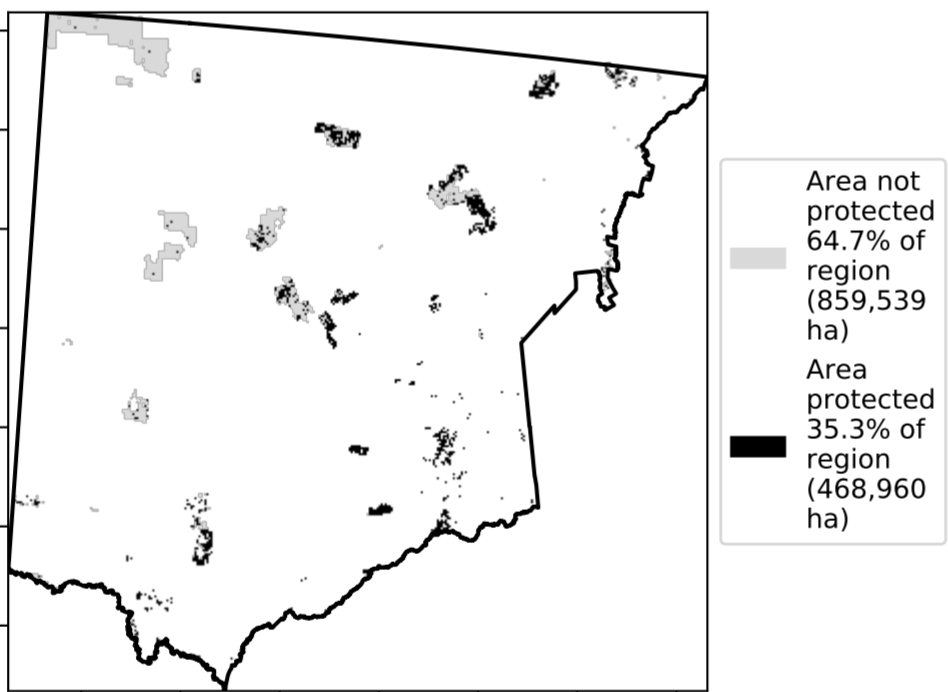 Area not
protected
64.7% of
region
(859,539
ha)
Area
protected
35.3% of
region
(468,960
ha)